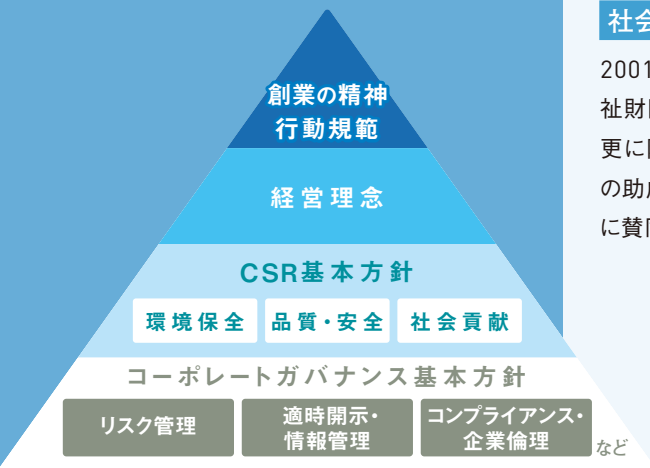 創業の精神
行動規範
経営理念
CSR基本方針
環境保全 品質・安全 社会貢献
コーポレートガバナンス基本方針
リスク管理
適時開示・
情報管理
コンプライアンス・
企業倫理
など
社会
2001
祉財
更に
の助
に賛